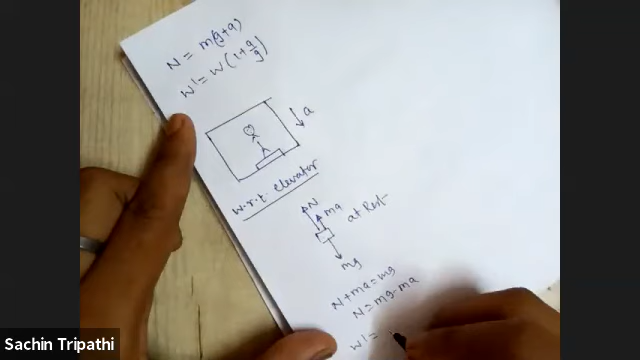 N = m(g+a)
W' = W(1+a/g)
a
w.r.t. elevator
N
ma
at Rest
mg
N+ma=mg
N=mg-ma
W' =
Sachin Tripathi